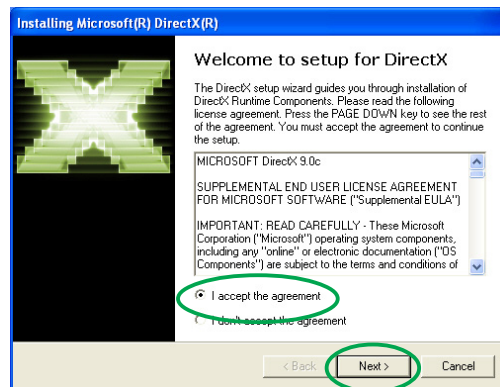 Installing Microsoft(R) DirectX(R)
Welcome to setup for DirectX
The DirectX setup wizard guides you through installation of
DirectX Runtime Components. Please read the following
license agreement. Press the PAGE DOWN key to see the rest
of the agreement. You must accept the agreement to continue
the setup.
MICROSOFT DirectX 9.0c
SUPPLEMENTAL END USER LICENSE AGREEMENT
FOR MICROSOFT SOFTWARE ("Supplemental EULA")
IMPORTANT: READ CAREFULLY - These Microsoft
Corporation ("Microsoft") operating system components,
including any "online" or electronic documentation ("OS
Components") are subject to the terms and conditions of
I accept the agreement
I don't accept the agreement
< Back
Next >
Cancel